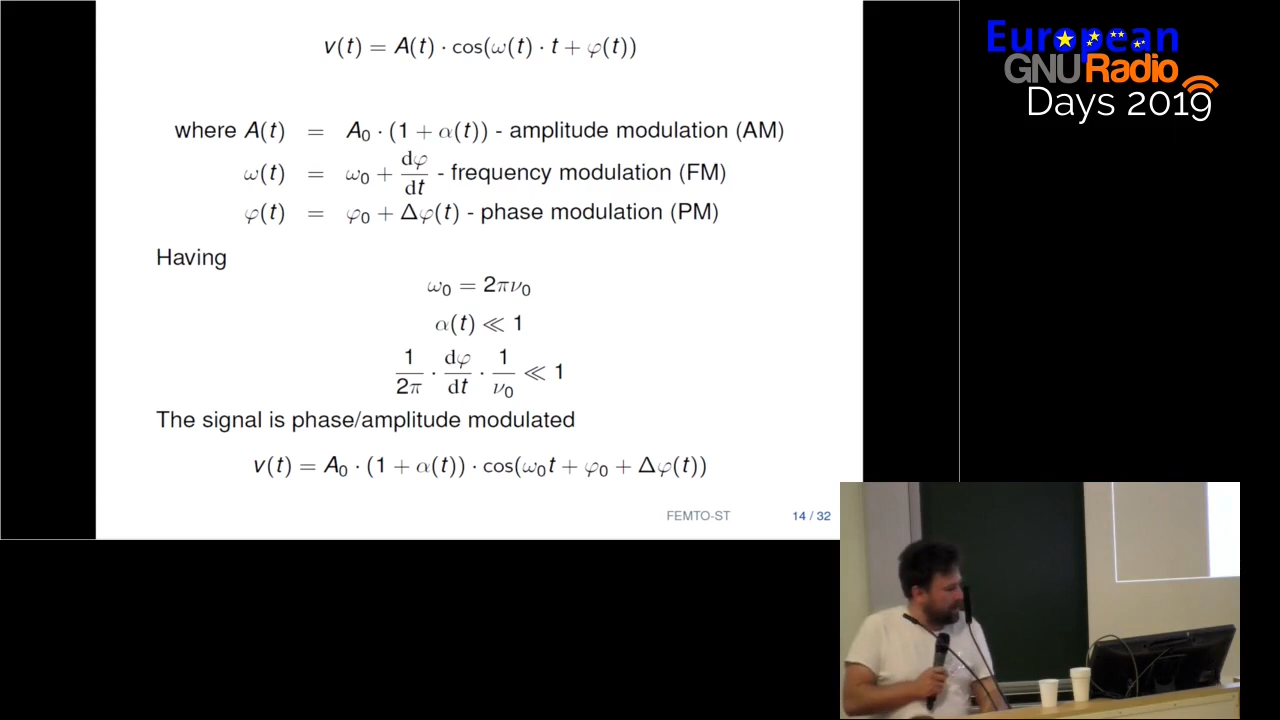 v(t) = A(t) · cos(ω(t) · t + φ(t))
where A(t) = A₀ · (1 + α(t)) - amplitude modulation (AM)
ω(t) = ω₀ + dφ/dt - frequency modulation (FM)
φ(t) = φ₀ + Δφ(t) - phase modulation (PM)
Having
ω₀ = 2πν₀
α(t) ≪ 1
1/2π · dφ/dt · 1/ν₀ ≪ 1
The signal is phase/amplitude modulated
v(t) = A₀ · (1 + α(t)) · cos(ω₀t + φ₀ + Δφ(t))
FEMTO-ST 14 / 32
European
GNURadio
Days 2019